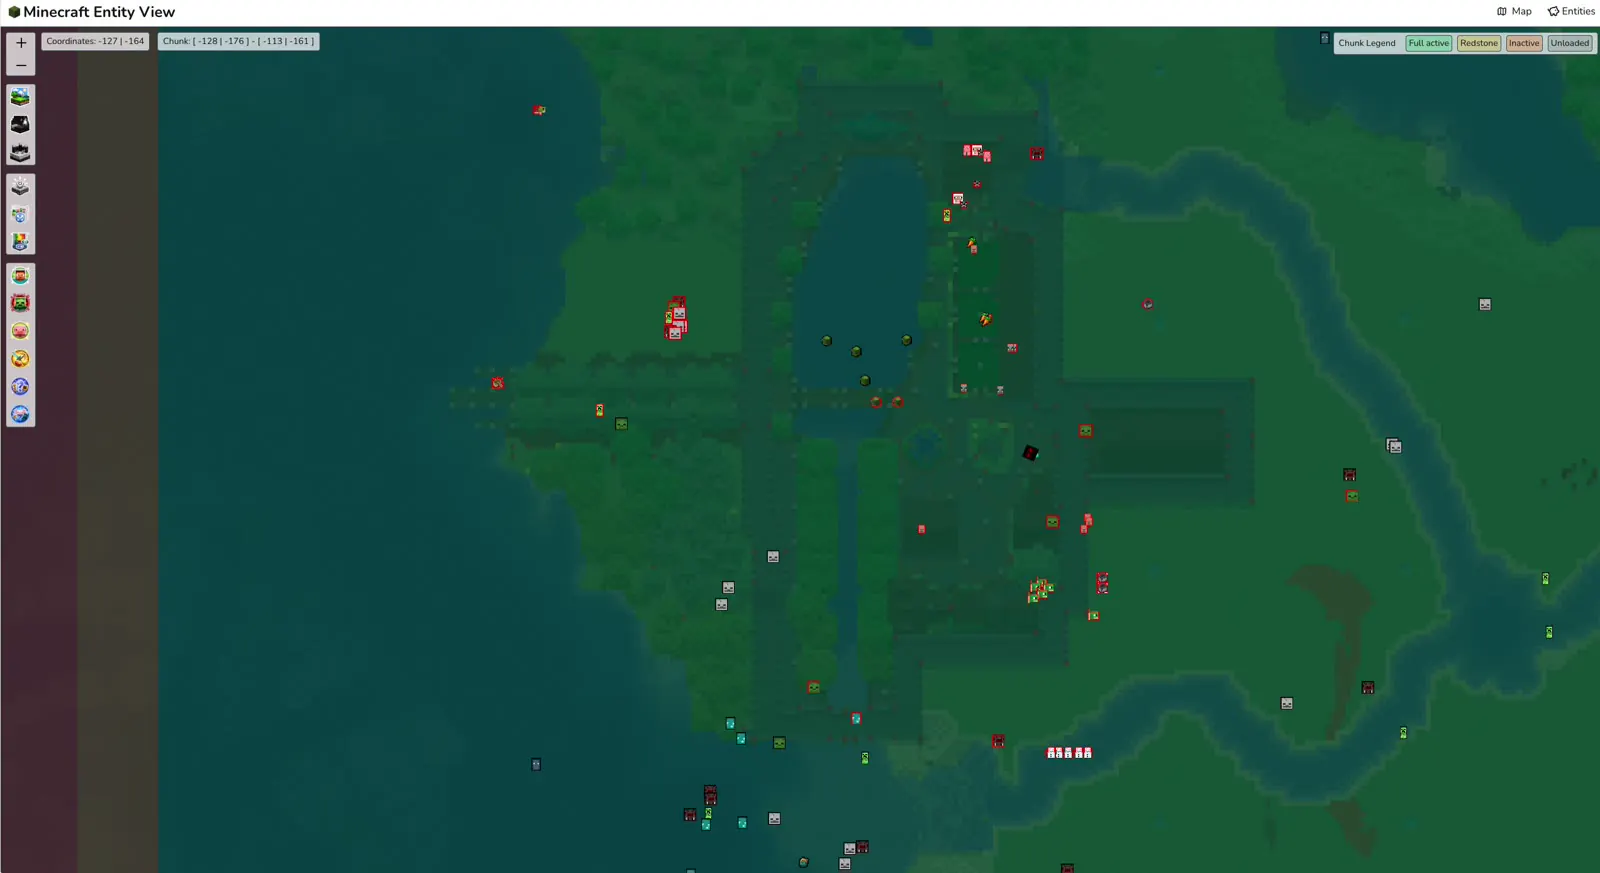 Minecraft Entity View
Map
Entities
+
−
Coordinates: -127 | -164
Chunk: [ -128 | -176 ] - [ -113 | -161 ]
Chunk Legend
Full active
Redstone
Inactive
Unloaded